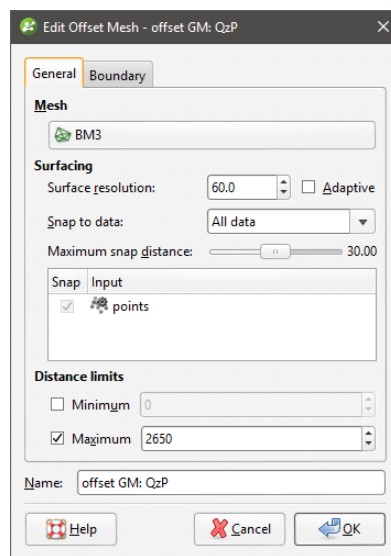 Edit Offset Mesh - offset GM: QzP
General Boundary
Mesh
BM3
Surfacing
Surface resolution: 60.0 Adaptive
Snap to data: All data
Maximum snap distance: 30.00
Snap Input
points
Distance limits
Minimum 0
Maximum 2650
Name: offset GM: QzP
Help Cancel OK